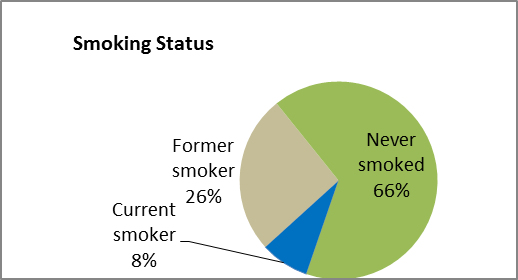 Smoking Status
Never
smoked
66%
Former
smoker
26%
Current
smoker
8%